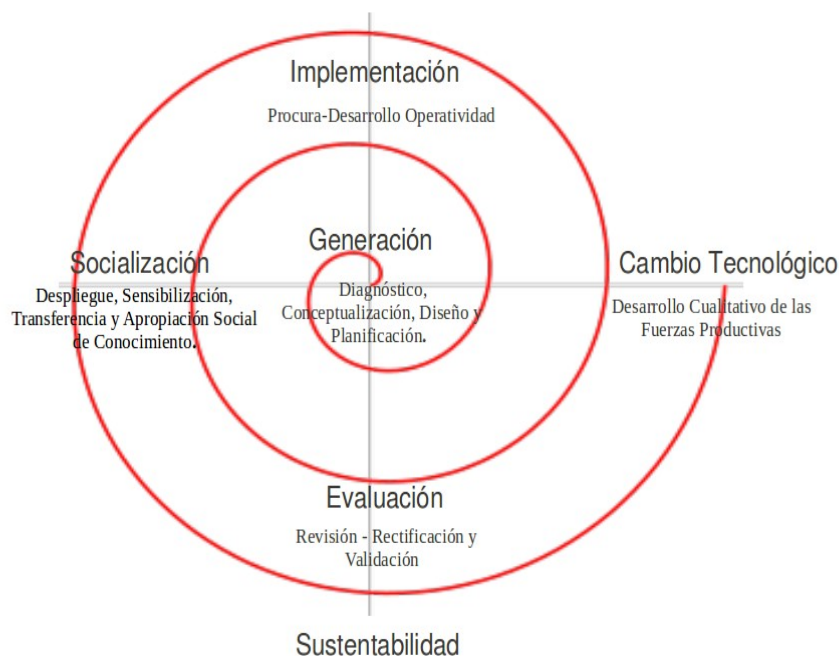 Implementación
Procura-Desarrollo Operatividad
Generación
Diagnóstico,
Conceptualización, Diseño y
Planificación.
Socialización
Despliegue, Sensibilización,
Transferencia y Apropiación Social
de Conocimiento.
Cambio Tecnológico
Desarrollo Cualitativo de las
Fuerzas Productivas
Evaluación
Revisión - Rectificación y
Validación
Sustentabilidad